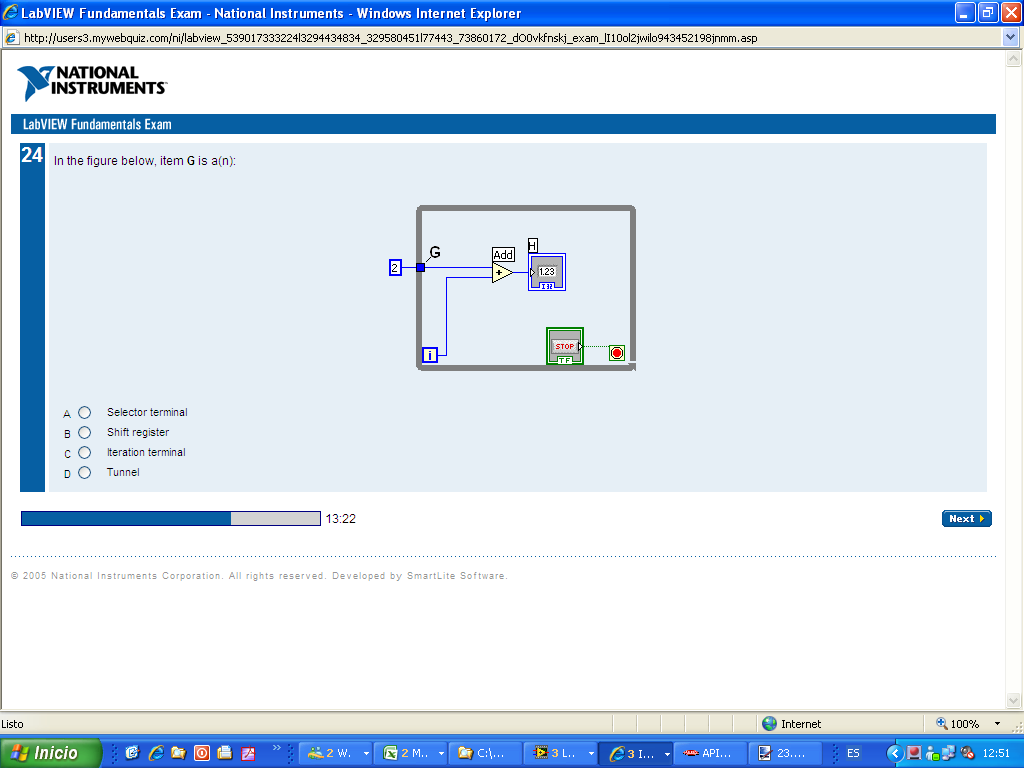 LabVIEW Fundamentals Exam - National Instruments - Windows Internet Explorer
http://users3.mywebquiz.com/ni/labview_539017333224l3294434834_329580451l77443_73860172_dO0vkfnskj_exam_lI10ol2jwilo943452198jnmm.asp
NATIONAL
INSTRUMENTS
LabVIEW Fundamentals Exam
24
In the figure below, item G is a(n):
G
Add
H
2
+
1.23
I32
i
STOP
TF
A Selector terminal
B Shift register
C Iteration terminal
D Tunnel
13:22
Next
© 2005 National Instruments Corporation. All rights reserved. Developed by SmartLite Software.
Listo
Internet
100%
Inicio
2 W.
2 M...
C:\...
3 L...
3 I...
API...
23....
ES
12:51